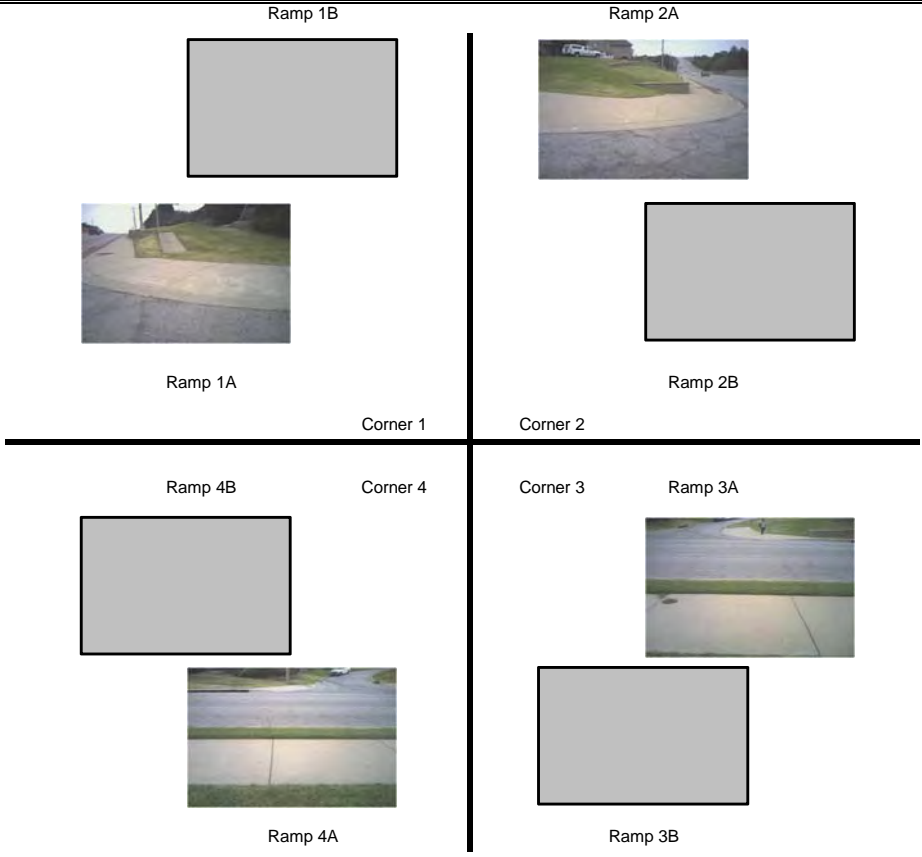 Ramp 1B
Ramp 2A
Ramp 1A
Ramp 2B
Corner 1
Corner 2
Ramp 4B
Corner 4
Corner 3
Ramp 3A
Ramp 4A
Ramp 3B